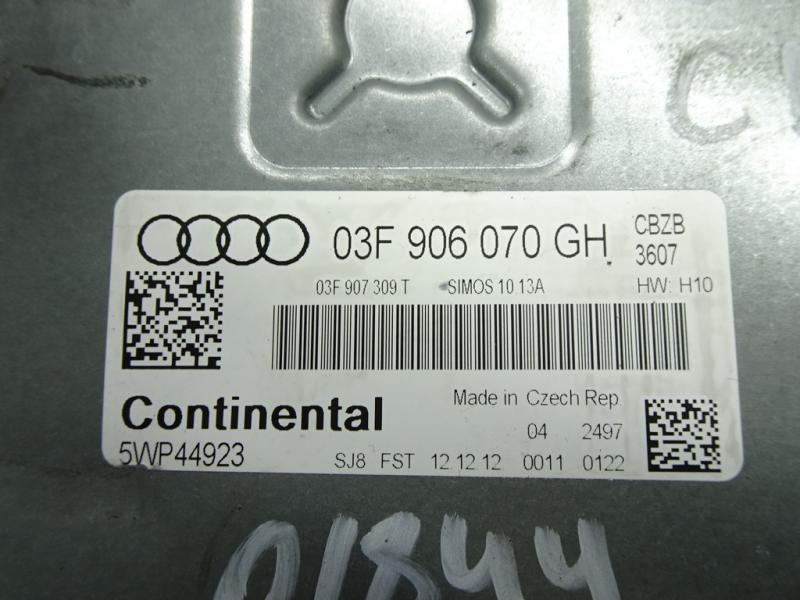 C
03F 906 070 GH
CBZB
3607
03F 907 309 T SIMOS 10 13A
HW: H10
Continental
Made in Czech Rep
04 2497
5WP44923
SJ8 FST 12 12 12 0011 0122
01844